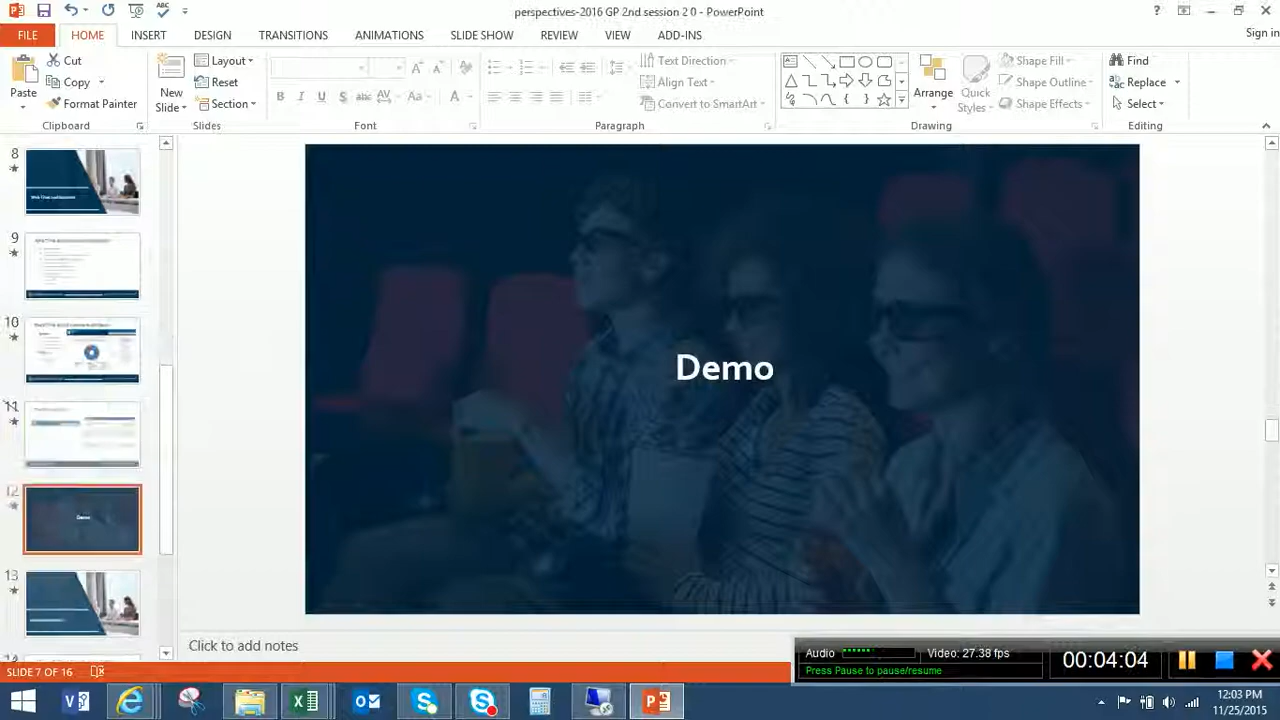 perspectives-2016 GP 2nd session 2 0 - PowerPoint
Sign in
FILE HOME INSERT DESIGN TRANSITIONS ANIMATIONS SLIDE SHOW REVIEW VIEW ADD-INS
Paste
Cut
Copy
Format Painter
Clipboard
New Slide
Layout
Reset
Section
Slides
Font
Text Direction
Align Text
Convert to SmartArt
Paragraph
Arrange
Quick Styles
Shape Fill
Shape Outline
Shape Effects
Drawing
Find
Replace
Select
Editing
8
9
10
11
12
Demo
13
Demo
Click to add notes
SLIDE 7 OF 16
Audio
Video: 27.38 fps
Press Pause to pause/resume
00:04:04
12:03 PM
11/25/2015